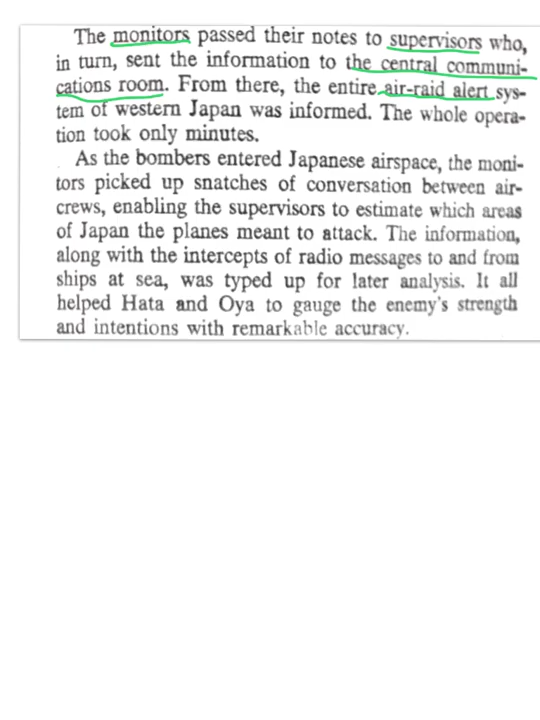 The monitors passed their notes to supervisors who,
in turn, sent the information to the central communi-
cations room. From there, the entire air-raid alert sys-
tem of western Japan was informed. The whole opera-
tion took only minutes.
As the bombers entered Japanese airspace, the moni-
tors picked up snatches of conversation between air-
crews, enabling the supervisors to estimate which areas
of Japan the planes meant to attack. The information,
along with the intercepts of radio messages to and from
ships at sea, was typed up for later analysis. It all
helped Hata and Oya to gauge the enemy's strength
and intentions with remarkable accuracy.